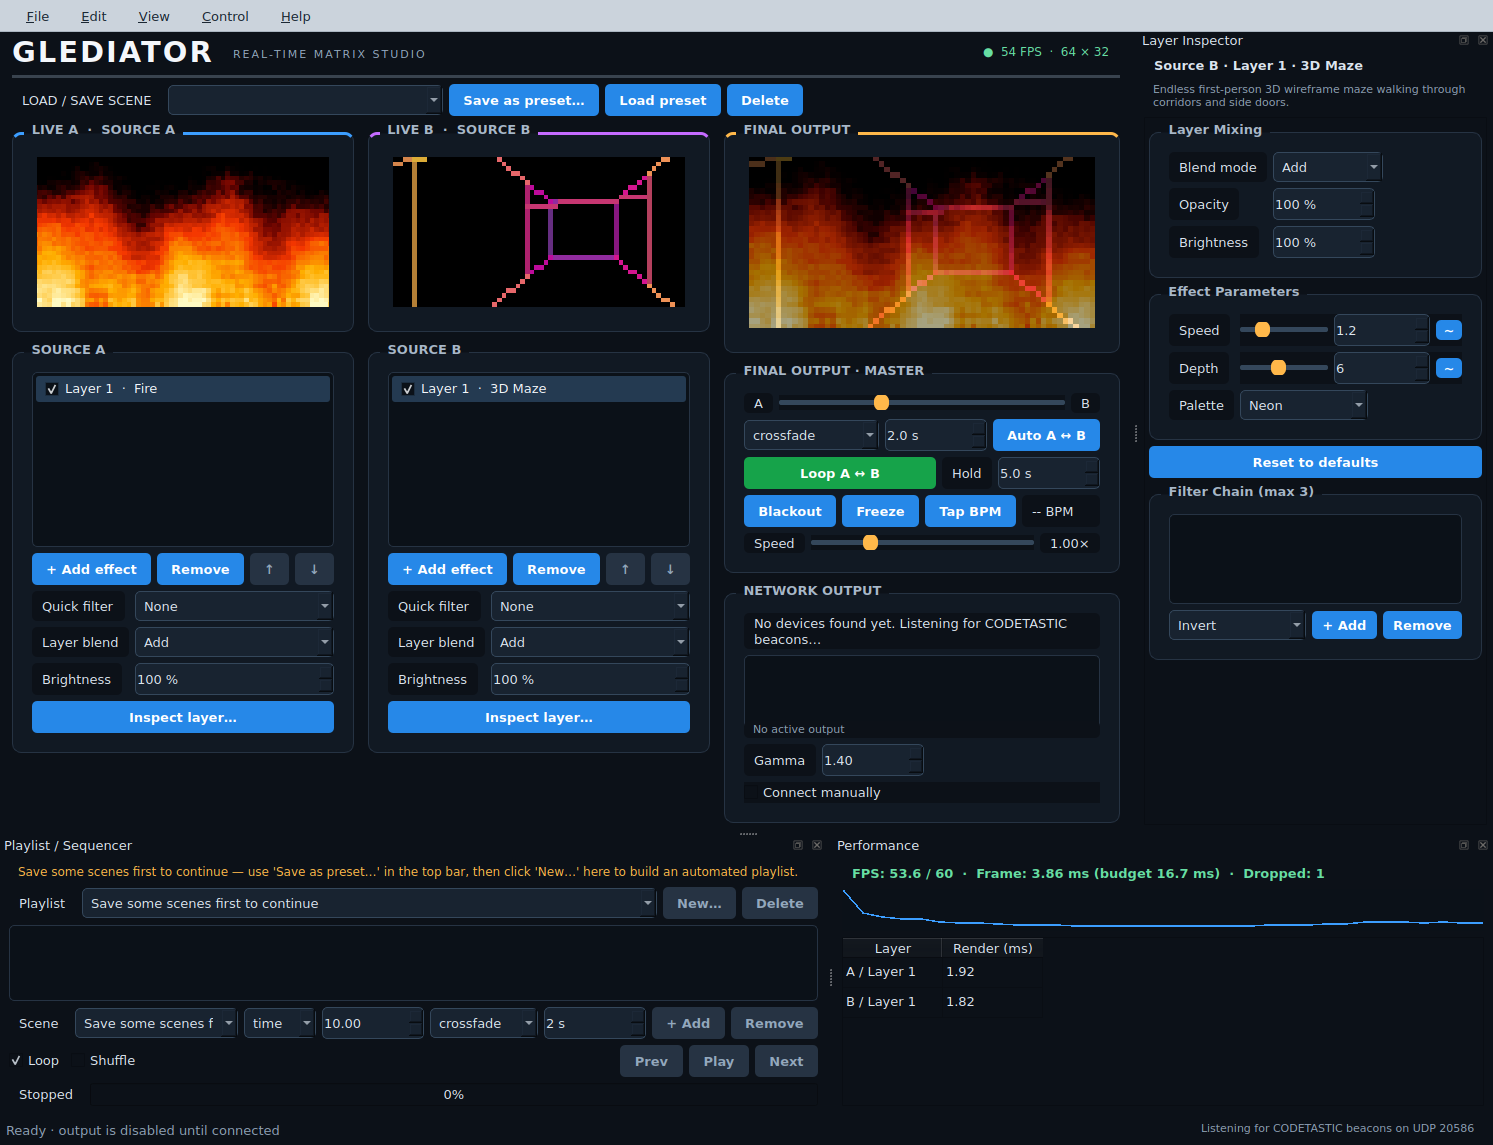 File Edit View Control Help
GLEDIATOR REAL-TIME MATRIX STUDIO
● 54 FPS · 64 × 32
LOAD / SAVE SCENE Save as preset... Load preset Delete
LIVE A · SOURCE A
LIVE B · SOURCE B
FINAL OUTPUT
SOURCE A
✓ Layer 1 · Fire
+ Add effect Remove ↑ ↓
Quick filter None
Layer blend Add
Brightness 100 %
Inspect layer...
SOURCE B
✓ Layer 1 · 3D Maze
+ Add effect Remove ↑ ↓
Quick filter None
Layer blend Add
Brightness 100 %
Inspect layer...
FINAL OUTPUT · MASTER
A B
crossfade 2.0 s Auto A ↔ B
Loop A ↔ B Hold 5.0 s
Blackout Freeze Tap BPM -- BPM
Speed 1.00×
NETWORK OUTPUT
No devices found yet. Listening for CODETASTIC
beacons...
No active output
Gamma 1.40
Connect manually
Layer Inspector
Source B · Layer 1 · 3D Maze
Endless first-person 3D wireframe maze walking through
corridors and side doors.
Layer Mixing
Blend mode Add
Opacity 100 %
Brightness 100 %
Effect Parameters
Speed 1.2 ~
Depth 6 ~
Palette Neon
Reset to defaults
Filter Chain (max 3)
Invert + Add Remove
Playlist / Sequencer
Save some scenes first to continue — use 'Save as preset...' in the top bar, then click 'New...' here to build an automated playlist.
Playlist Save some scenes first to continue New... Delete
Scene Save some scenes f time 10.00 crossfade 2 s + Add Remove
✓ Loop Shuffle Prev Play Next
Stopped 0%
Performance
FPS: 53.6 / 60 · Frame: 3.86 ms (budget 16.7 ms) · Dropped: 1
Layer Render (ms)
A / Layer 1 1.92
B / Layer 1 1.82
Ready · output is disabled until connected
Listening for CODETASTIC beacons on UDP 20586